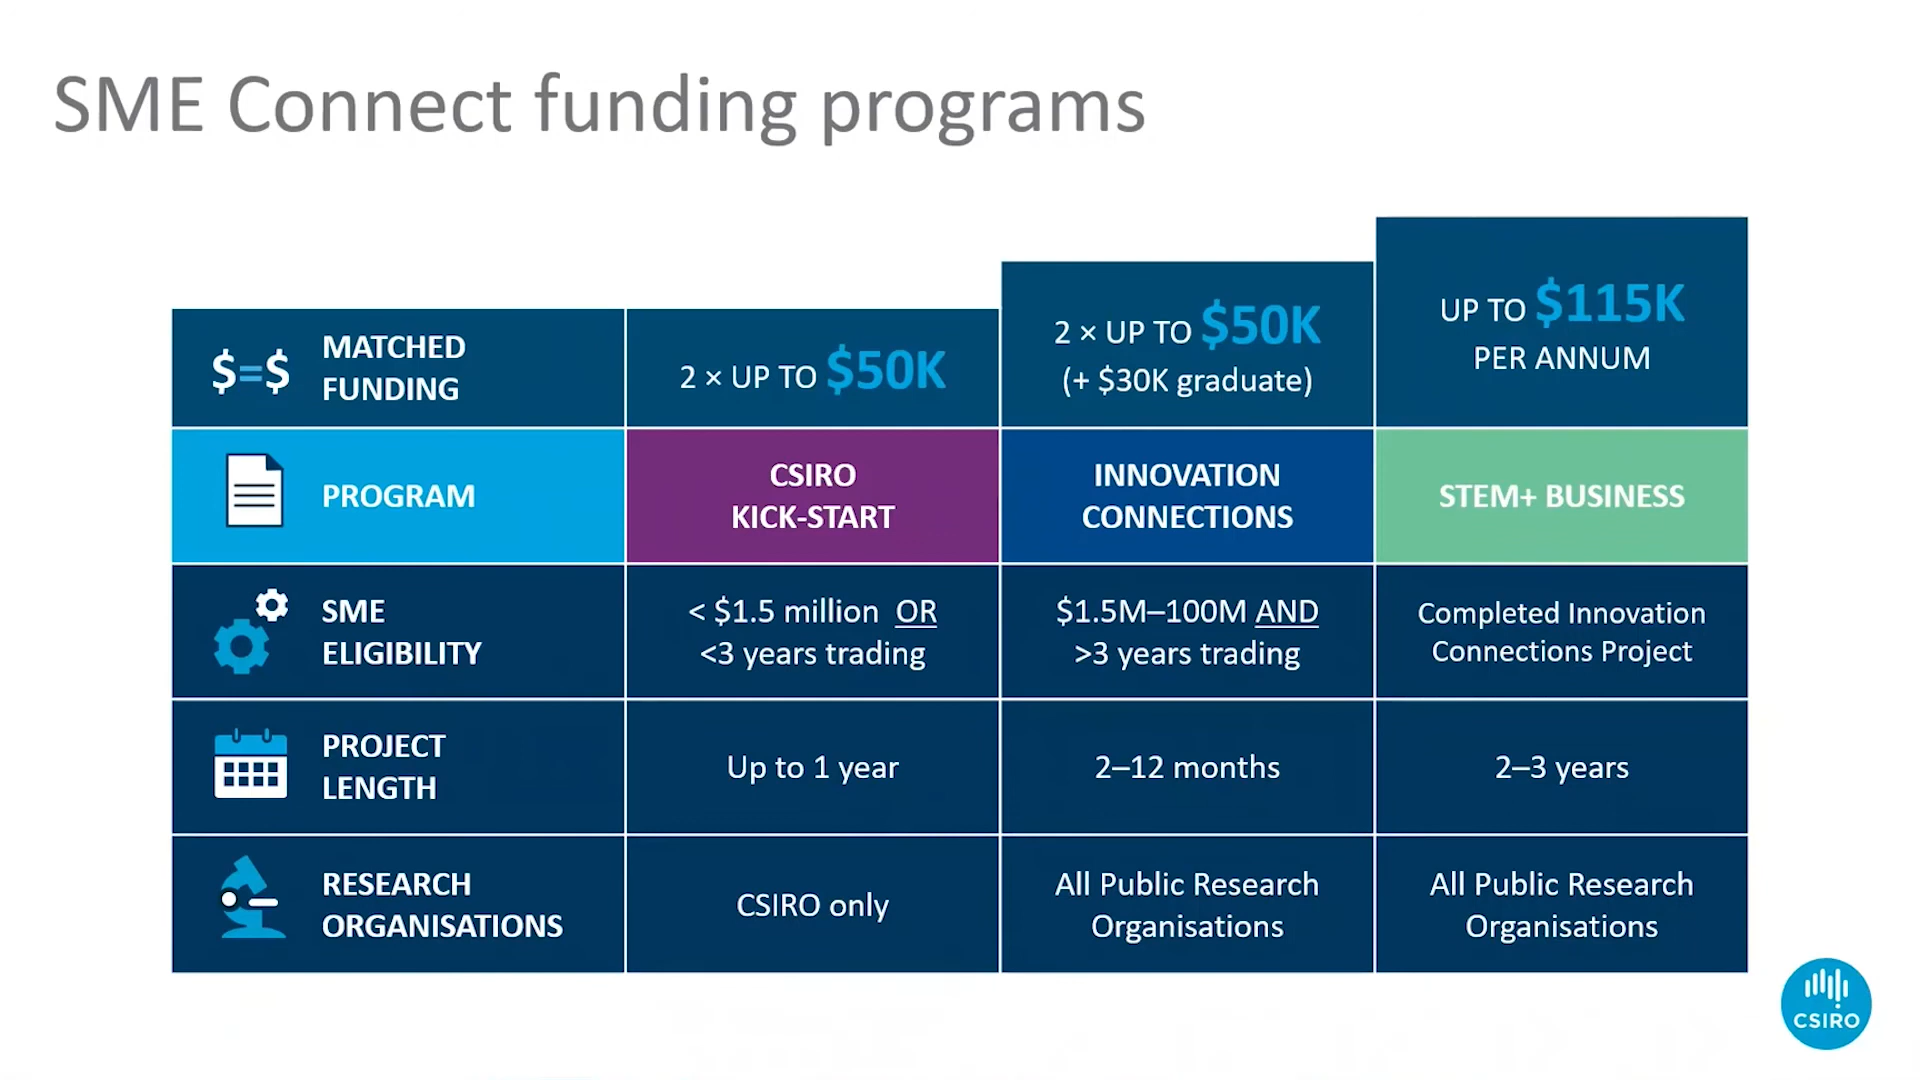 SME Connect funding programs
$=$
MATCHED
FUNDING
2 × UP TO $50K
2 × UP TO $50K
(+ $30K graduate)
UP TO $115K
PER ANNUM
PROGRAM
CSIRO
KICK-START
INNOVATION
CONNECTIONS
STEM+ BUSINESS
SME
ELIGIBILITY
< $1.5 million OR
<3 years trading
$1.5M–100M AND
>3 years trading
Completed Innovation
Connections Project
PROJECT
LENGTH
Up to 1 year
2–12 months
2–3 years
RESEARCH
ORGANISATIONS
CSIRO only
All Public Research
Organisations
All Public Research
Organisations
CSIRO